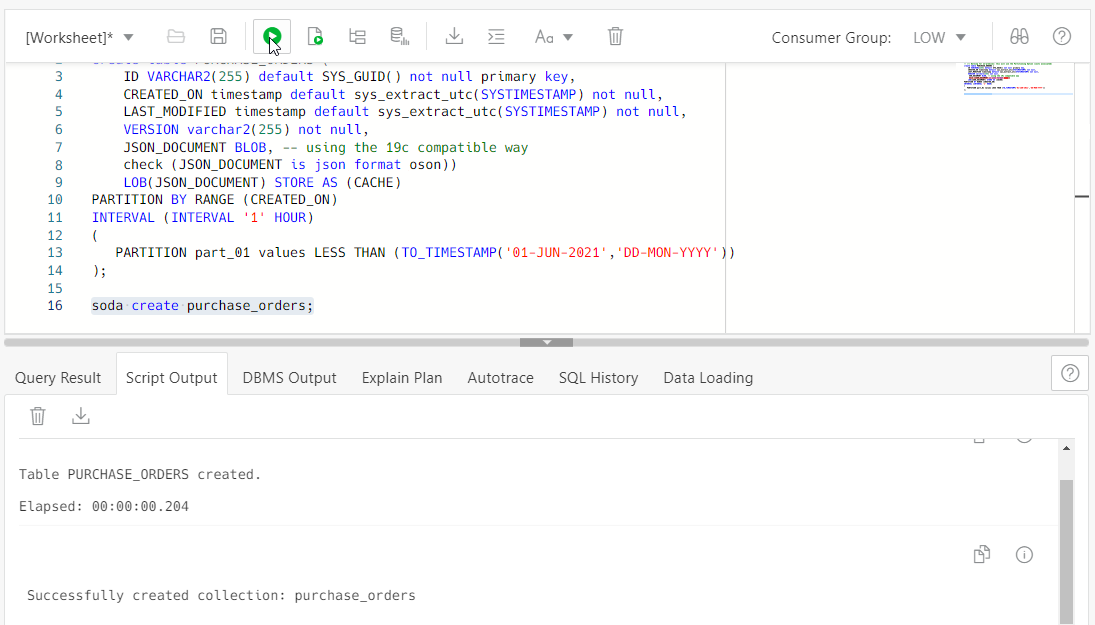 [Worksheet]*
Aa
Consumer Group: LOW
3 ID VARCHAR2(255) default SYS_GUID() not null primary key,
4 CREATED_ON timestamp default sys_extract_utc(SYSTIMESTAMP) not null,
5 LAST_MODIFIED timestamp default sys_extract_utc(SYSTIMESTAMP) not null,
6 VERSION varchar2(255) not null,
7 JSON_DOCUMENT BLOB, -- using the 19c compatible way
8 check (JSON_DOCUMENT is json format oson))
9 LOB(JSON_DOCUMENT) STORE AS (CACHE)
10 PARTITION BY RANGE (CREATED_ON)
11 INTERVAL (INTERVAL '1' HOUR)
12 (
13 PARTITION part_01 values LESS THAN (TO_TIMESTAMP('01-JUN-2021','DD-MON-YYYY'))
14 );
15
16 soda create purchase_orders;
Query Result Script Output DBMS Output Explain Plan Autotrace SQL History Data Loading
Table PURCHASE_ORDERS created.
Elapsed: 00:00:00.204
Successfully created collection: purchase_orders